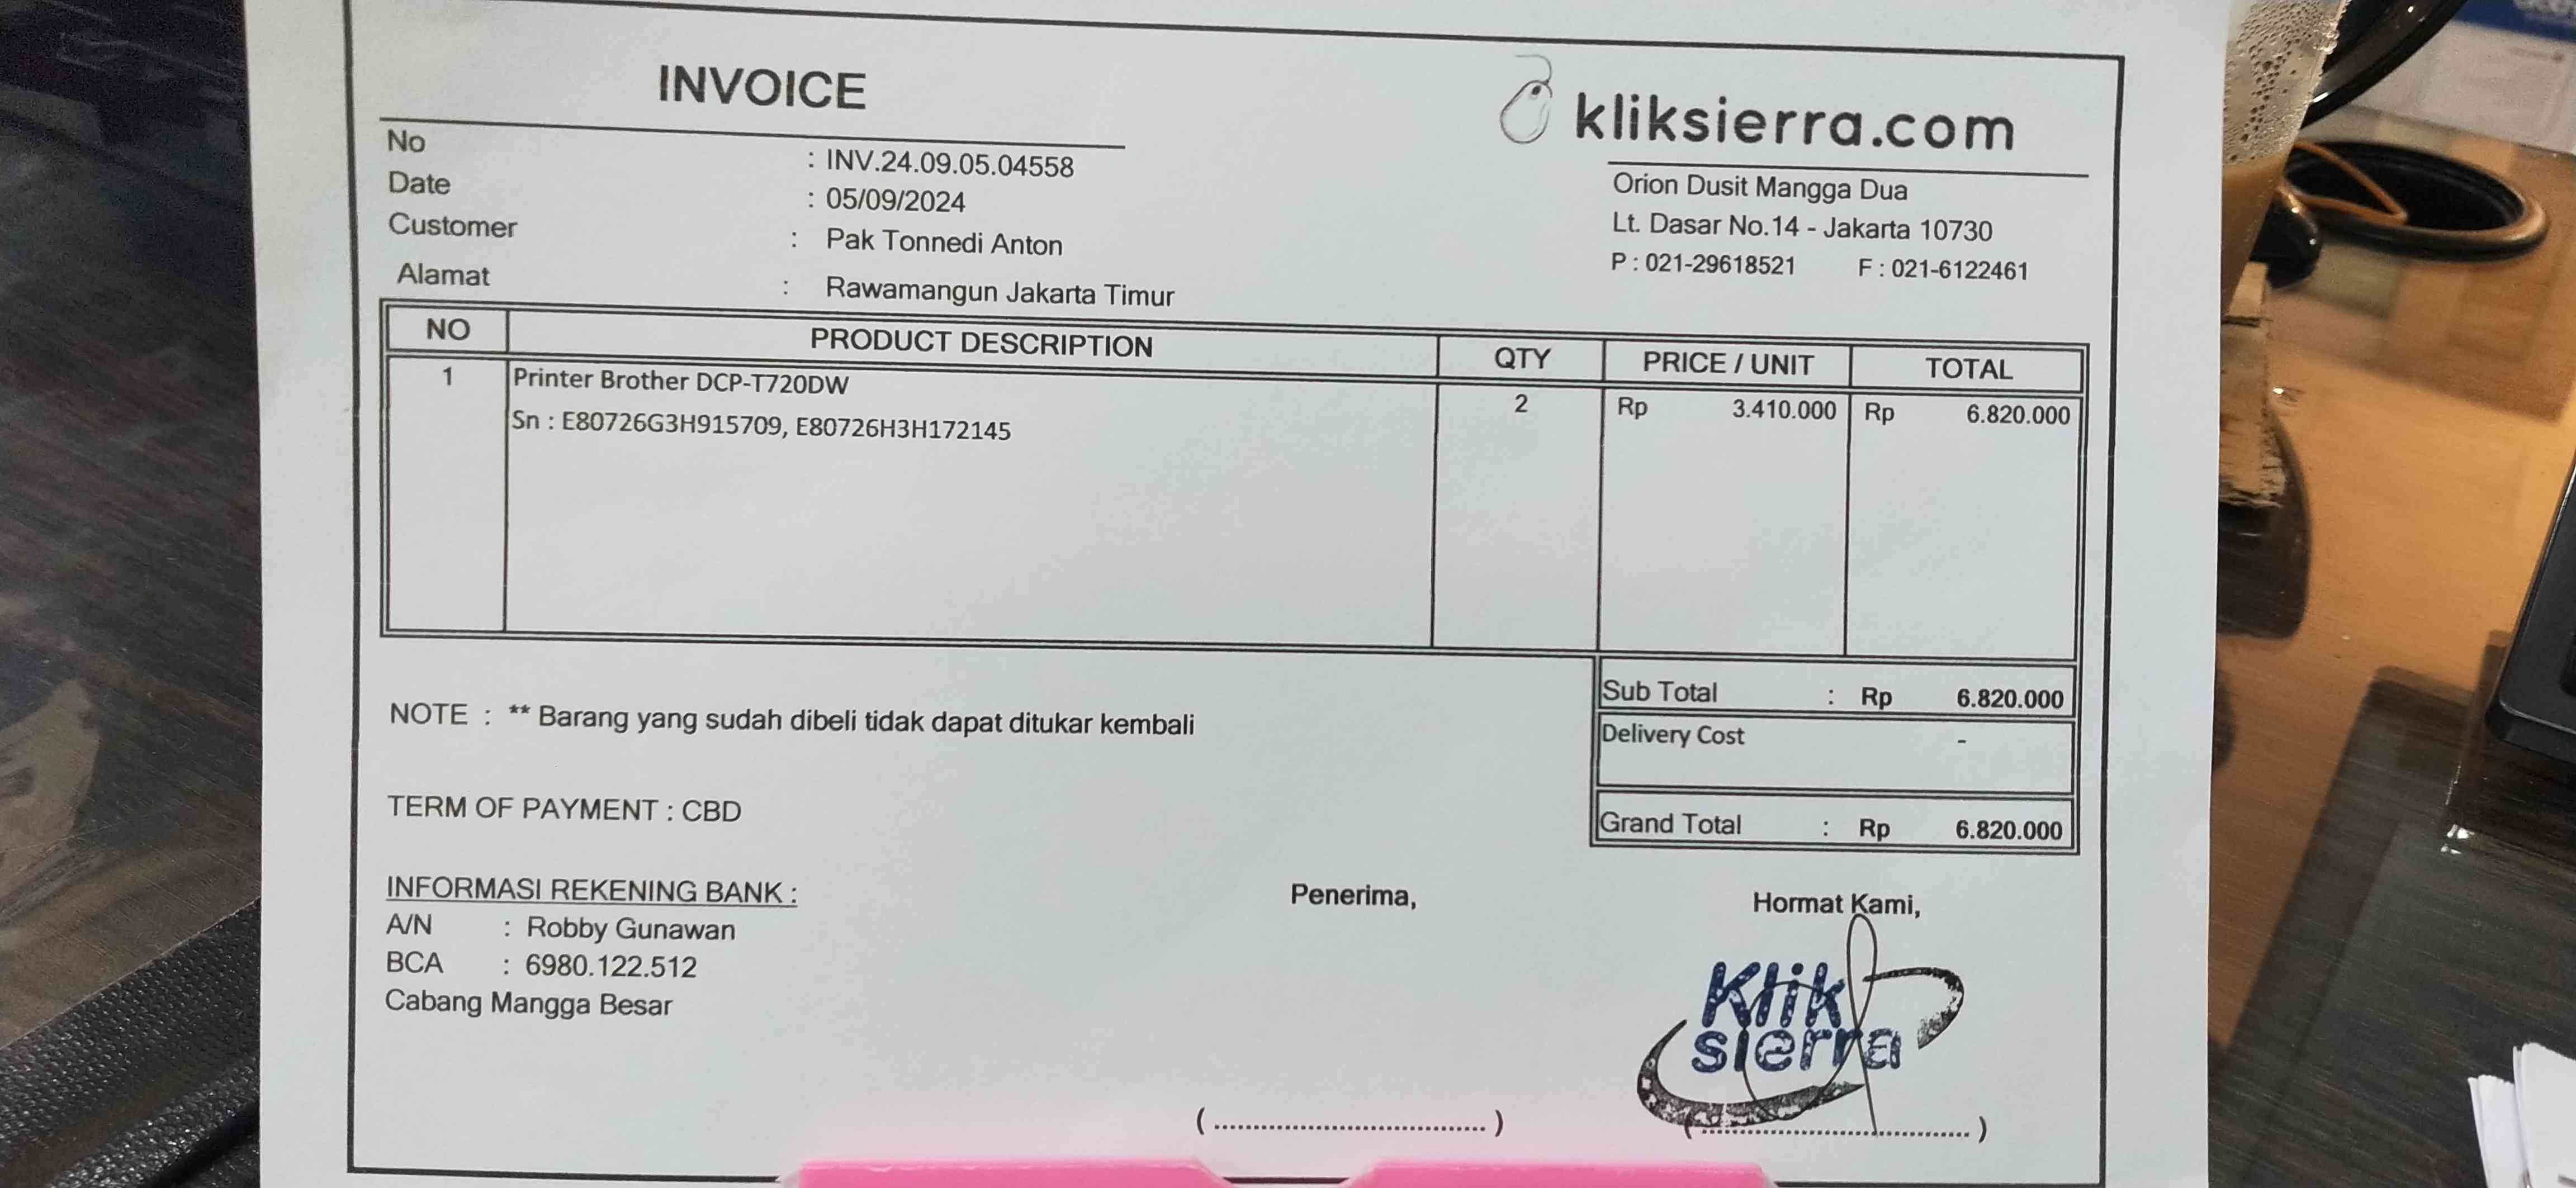 INVOICE
kliksierra.com
No : INV.24.09.05.04558
Date : 05/09/2024
Customer : Pak Tonnedi Anton
Alamat : Rawamangun Jakarta Timur
Orion Dusit Mangga Dua
Lt. Dasar No.14 - Jakarta 10730
P : 021-29618521 F : 021-6122461
NO PRODUCT DESCRIPTION QTY PRICE / UNIT TOTAL
1 Printer Brother DCP-T720DW 2 Rp 3.410.000 Rp 6.820.000
Sn : E80726G3H915709, E80726H3H172145
Sub Total : Rp 6.820.000
Delivery Cost -
Grand Total : Rp 6.820.000
NOTE : ** Barang yang sudah dibeli tidak dapat ditukar kembali
TERM OF PAYMENT : CBD
INFORMASI REKENING BANK :
A/N : Robby Gunawan
BCA : 6980.122.512
Cabang Mangga Besar
Penerima,
(....................................)
Hormat Kami,
Klik
sierra
(....................................)